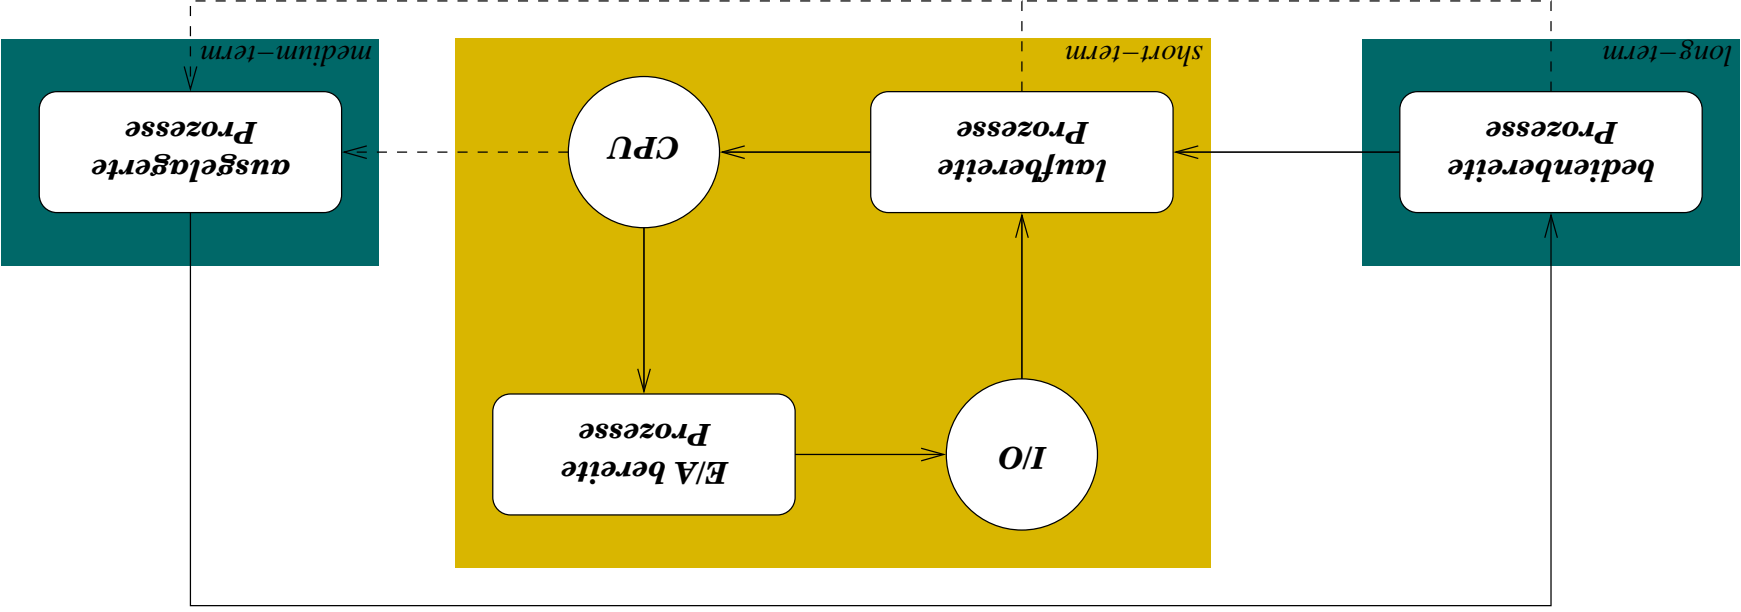 I/O
E/A bereite
Prozesse
bedienbereite
Prozesse
laufbereite
Prozesse
CPU
ausgelagerte
Prozesse
long-term
short-term
medium-term